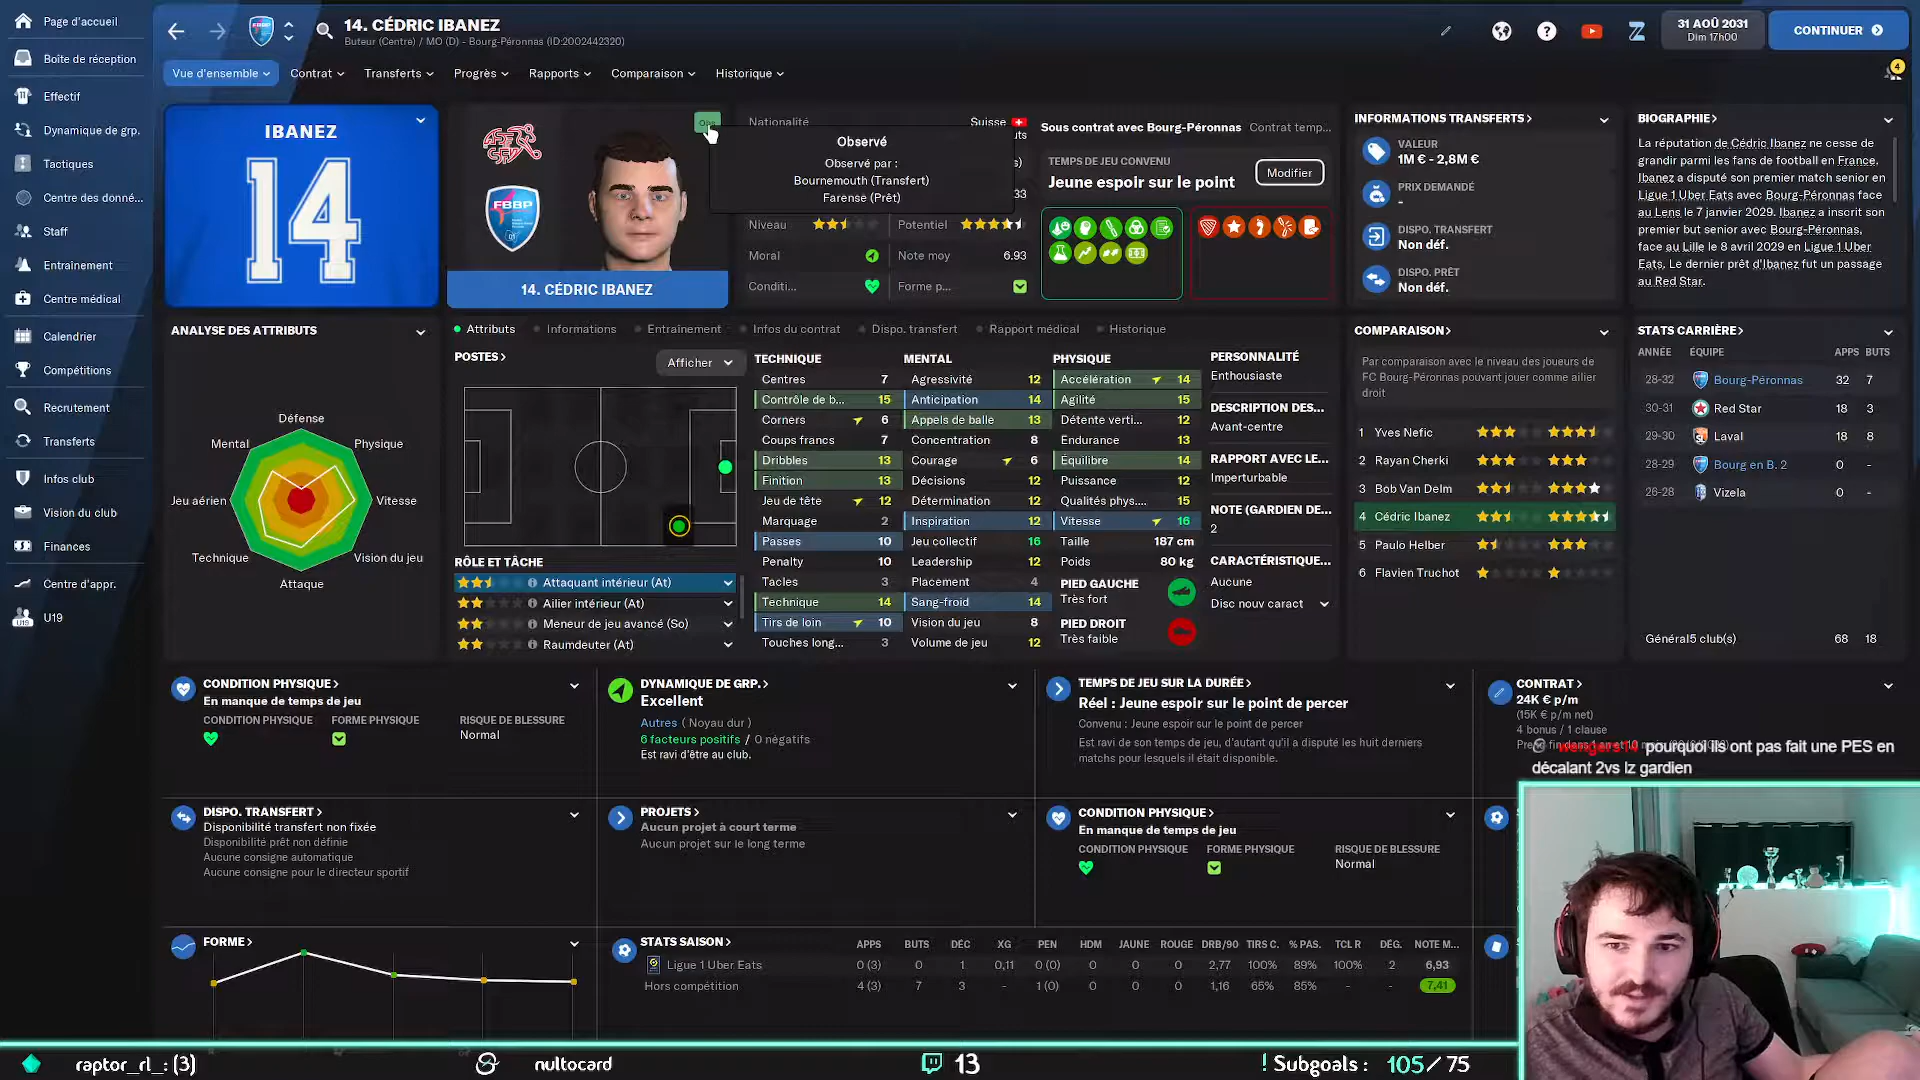 Page d'accueil
Boîte de réception
Effectif
Dynamique de grp.
Tactiques
Centre des donné...
Staff
Entraînement
Centre médical
Calendrier
Compétitions
Recrutement
Transferts
Infos club
Vision du club
Finances
Centre d'appr.
U19
14. CÉDRIC IBANEZ
Buteur (Centre) / MO (D) - Bourg-Péronnas (ID:2002442320)
31 AOÛ 2031
Dim 17h00
CONTINUER
4
Vue d'ensemble
Contrat
Transferts
Progrès
Rapports
Comparaison
Historique
IBANEZ
14
FBBP
01
14. CÉDRIC IBANEZ
Nationalité
Suisse
Observé
Observé par :
Bournemouth (Transfert)
Farense (Prêt)
Niveau
Potentiel
Moral
Note moy
6.93
Conditi...
Forme p...
Sous contrat avec Bourg-Péronnas
Contrat temp...
TEMPS DE JEU CONVENU
Jeune espoir sur le point
Modifier
INFORMATIONS TRANSFERTS
VALEUR
1M € - 2,8M €
PRIX DEMANDÉ
-
DISPO. TRANSFERT
Non déf.
DISPO. PRÊT
Non déf.
BIOGRAPHIE
La réputation de Cédric Ibanez ne cesse de
grandir parmi les fans de football en France.
Ibanez a disputé son premier match senior en
Ligue 1 Uber Eats avec Bourg-Péronnas face
au Lens le 7 janvier 2029. Ibanez a inscrit son
premier but senior avec Bourg-Péronnas,
face au Lille le 8 avril 2029 en Ligue 1 Uber
Eats. Le dernier prêt d'Ibanez fut un passage
au Red Star.
ANALYSE DES ATTRIBUTS
Défense
Mental
Physique
Jeu aérien
Vitesse
Technique
Vision du jeu
Attaque
Attributs
Informations
Entraînement
Infos du contrat
Dispo. transfert
Rapport médical
Historique
POSTES
Afficher
RÔLE ET TÂCHE
Attaquant intérieur (At)
Ailier intérieur (At)
Meneur de jeu avancé (So)
Raumdeuter (At)
TECHNIQUE
Centres 7
Contrôle de b... 15
Corners 6
Coups francs 7
Dribbles 13
Finition 13
Jeu de tête 12
Marquage 2
Passes 10
Penalty 10
Tacles 3
Technique 14
Tirs de loin 10
Touches long... 3
MENTAL
Agressivité 12
Anticipation 14
Appels de balle 13
Concentration 8
Courage 6
Décisions 12
Détermination 12
Inspiration 12
Jeu collectif 16
Leadership 12
Placement 4
Sang-froid 14
Vision du jeu 8
Volume de jeu 12
PHYSIQUE
Accélération 14
Agilité 15
Détente verti... 12
Endurance 13
Équilibre 14
Puissance 12
Qualités phys.... 15
Vitesse 16
Taille 187 cm
Poids 80 kg
PIED GAUCHE
Très fort
PIED DROIT
Très faible
PERSONNALITÉ
Enthousiaste
DESCRIPTION DES...
Avant-centre
RAPPORT AVEC LE...
Imperturbable
NOTE (GARDIEN DE...
2
CARACTÉRISTIQUE...
Aucune
Disc nouv caract
COMPARAISON
Par comparaison avec le niveau des joueurs de
FC Bourg-Péronnas pouvant jouer comme ailier
droit
1 Yves Nefic
2 Rayan Cherki
3 Bob Van Delm
4 Cédric Ibanez
5 Paulo Helber
6 Flavien Truchot
STATS CARRIÈRE
ANNÉE ÉQUIPE APPS BUTS
28-32 Bourg-Péronnas 32 7
30-31 Red Star 18 3
29-30 Laval 18 8
28-29 Bourg en B. 2 0 -
26-28 Vizela 0 -
Général5 club(s) 68 18
CONDITION PHYSIQUE
En manque de temps de jeu
CONDITION PHYSIQUE
FORME PHYSIQUE
RISQUE DE BLESSURE
Normal
DYNAMIQUE DE GRP.
Excellent
Autres ( Noyau dur )
6 facteurs positifs / 0 négatifs
Est ravi d'être au club.
TEMPS DE JEU SUR LA DURÉE
Réel : Jeune espoir sur le point de percer
Convenu : Jeune espoir sur le point de percer
Est ravi de son temps de jeu, d'autant qu'il a disputé les huit derniers
matchs pour lesquels il était disponible.
CONTRAT
24K € p/m
(15K € p/m net)
4 bonus / 1 clause
wengers14 pourquoi ils ont pas fait une PES en
décalant 2vs lz gardien
DISPO. TRANSFERT
Disponibilité transfert non fixée
Disponibilité prêt non définie
Aucune consigne automatique
Aucune consigne pour le directeur sportif
PROJETS
Aucun projet à court terme
Aucun projet sur le long terme
CONDITION PHYSIQUE
En manque de temps de jeu
CONDITION PHYSIQUE
FORME PHYSIQUE
RISQUE DE BLESSURE
Normal
FORME
STATS SAISON
APPS BUTS DÉC XG PEN HDM JAUNE ROUGE DRB/90 TIRS C. % PAS. TCL R DÉG. NOTE M...
Ligue 1 Uber Eats 0 (3) 0 1 0,11 0 (0) 0 0 0 2,77 100% 89% 100% 2 6,93
Hors compétition 4 (3) 7 3 - 1 (0) 0 0 0 1,16 65% 85% - - 7,41
raptor_rl_: (3)
nultocard
13
! Subgoals : 105/75